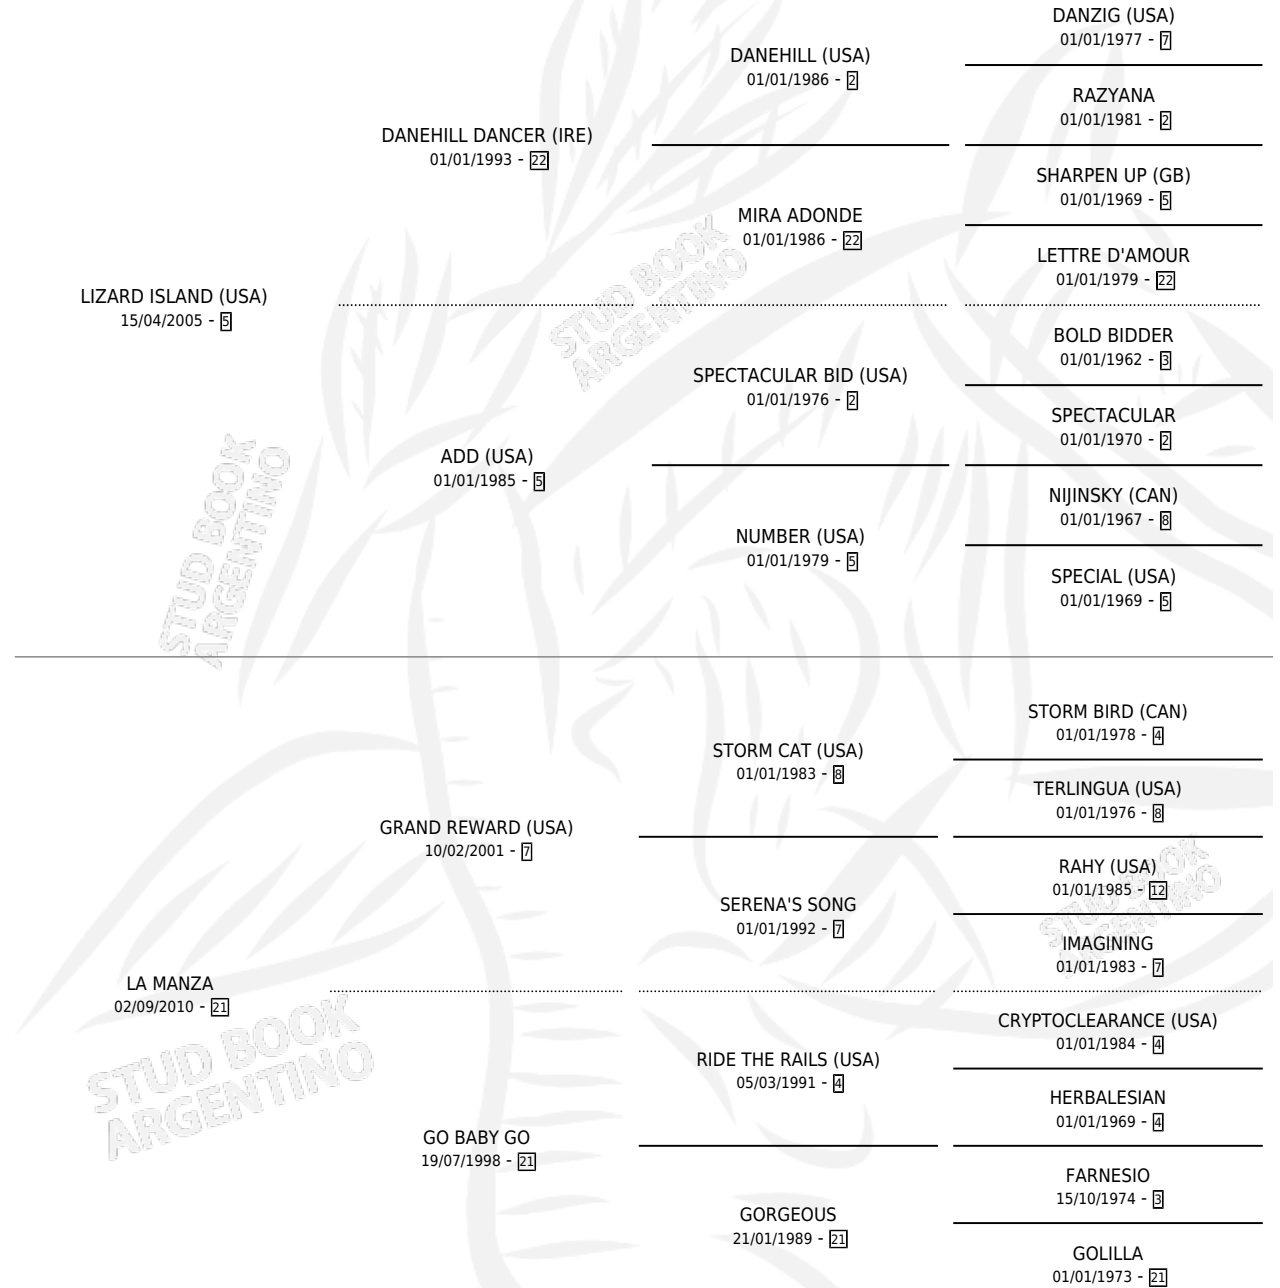 DANZIG (USA)
01/01/1977 - 7
DANEHILL (USA)
01/01/1986 - 2
RAZYANA
01/01/1981 - 2
DANEHILL DANCER (IRE)
01/01/1993 - 22
SHARPEN UP (GB)
01/01/1969 - 5
MIRA ADONDE
01/01/1986 - 22
LETTRE D'AMOUR
01/01/1979 - 22
LIZARD ISLAND (USA)
15/04/2005 - 5
STUD BOOK
ARGENTINO
BOLD BIDDER
01/01/1962 - 3
SPECTACULAR BID (USA)
01/01/1976 - 2
SPECTACULAR
01/01/1970 - 2
ADD (USA)
01/01/1985 - 5
NIJINSKY (CAN)
01/01/1967 - 8
NUMBER (USA)
01/01/1979 - 5
SPECIAL (USA)
01/01/1969 - 5
STUD BOOK
ARGENTINO
STORM BIRD (CAN)
01/01/1978 - 4
STORM CAT (USA)
01/01/1983 - 8
TERLINGUA (USA)
01/01/1976 - 8
GRAND REWARD (USA)
10/02/2001 - 7
RAHY (USA)
01/01/1985 - 12
SERENA'S SONG
01/01/1992 - 7
IMAGINING
01/01/1983 - 7
STUD BOOK
ARGENTINO
LA MANZA
02/09/2010 - 21
CRYPTOCLEARANCE (USA)
01/01/1984 - 4
RIDE THE RAILS (USA)
05/03/1991 - 4
HERBALESIAN
01/01/1969 - 4
STUD BOOK
ARGENTINO
GO BABY GO
19/07/1998 - 21
FARNESIO
15/10/1974 - 3
GORGEOUS
21/01/1989 - 21
GOLILLA
01/01/1973 - 21